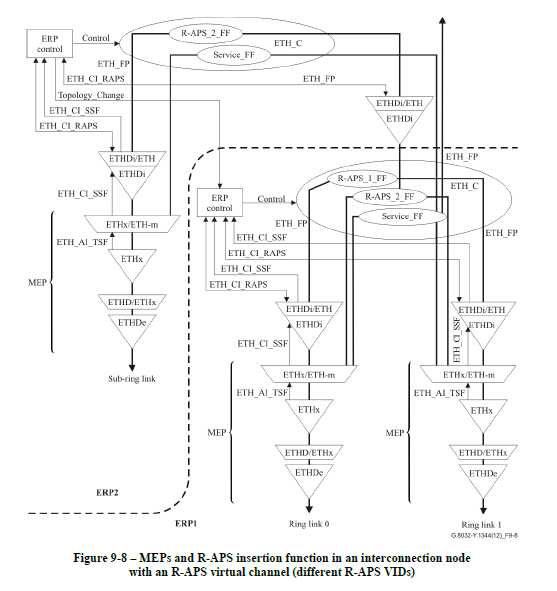 R-APS_2_FF
ERP
control
Control
ETH_C
Service_FF
ETH_FP
ETH_CI_RAPS
ETH_FP
Topology_Change
ETH_CI_SSF
ETH_CI_RAPS
ETHDi/ETH
ETHDi
ETHDi/ETH
ETHDi
ETH_FP
R-APS_1_FF
ETH_C
ETH_CI_SSF
ERP
control
Control
R-APS_2_FF
Service_FF
ETHx/ETH-m
ETH_FP
ETH_FP
ETH_AI_TSF
ETHx
ETH_CI_SSF
ETH_CI_RAPS
ETH_CI_SSF
ETH_CI_RAPS
MEP
ETHD/ETHx
ETHDe
ETHDi/ETH
ETHDi
ETHDi/ETH
ETHDi
ETH_CI_SSF
ETH_CI_SSF
Sub-ring link
ETHx/ETH-m
ETHx/ETH-m
ETH_AI_TSF
ETH_AI_TSF
ETHx
ETHx
MEP
MEP
ETHD/ETHx
ETHD/ETHx
ETHDe
ETHDe
ERP2
ERP1
Ring link 0
Ring link 1
G.8032-Y.1344(12)_F9-8
Figure 9-8 – MEPs and R-APS insertion function in an interconnection node
with an R-APS virtual channel (different R-APS VIDs)